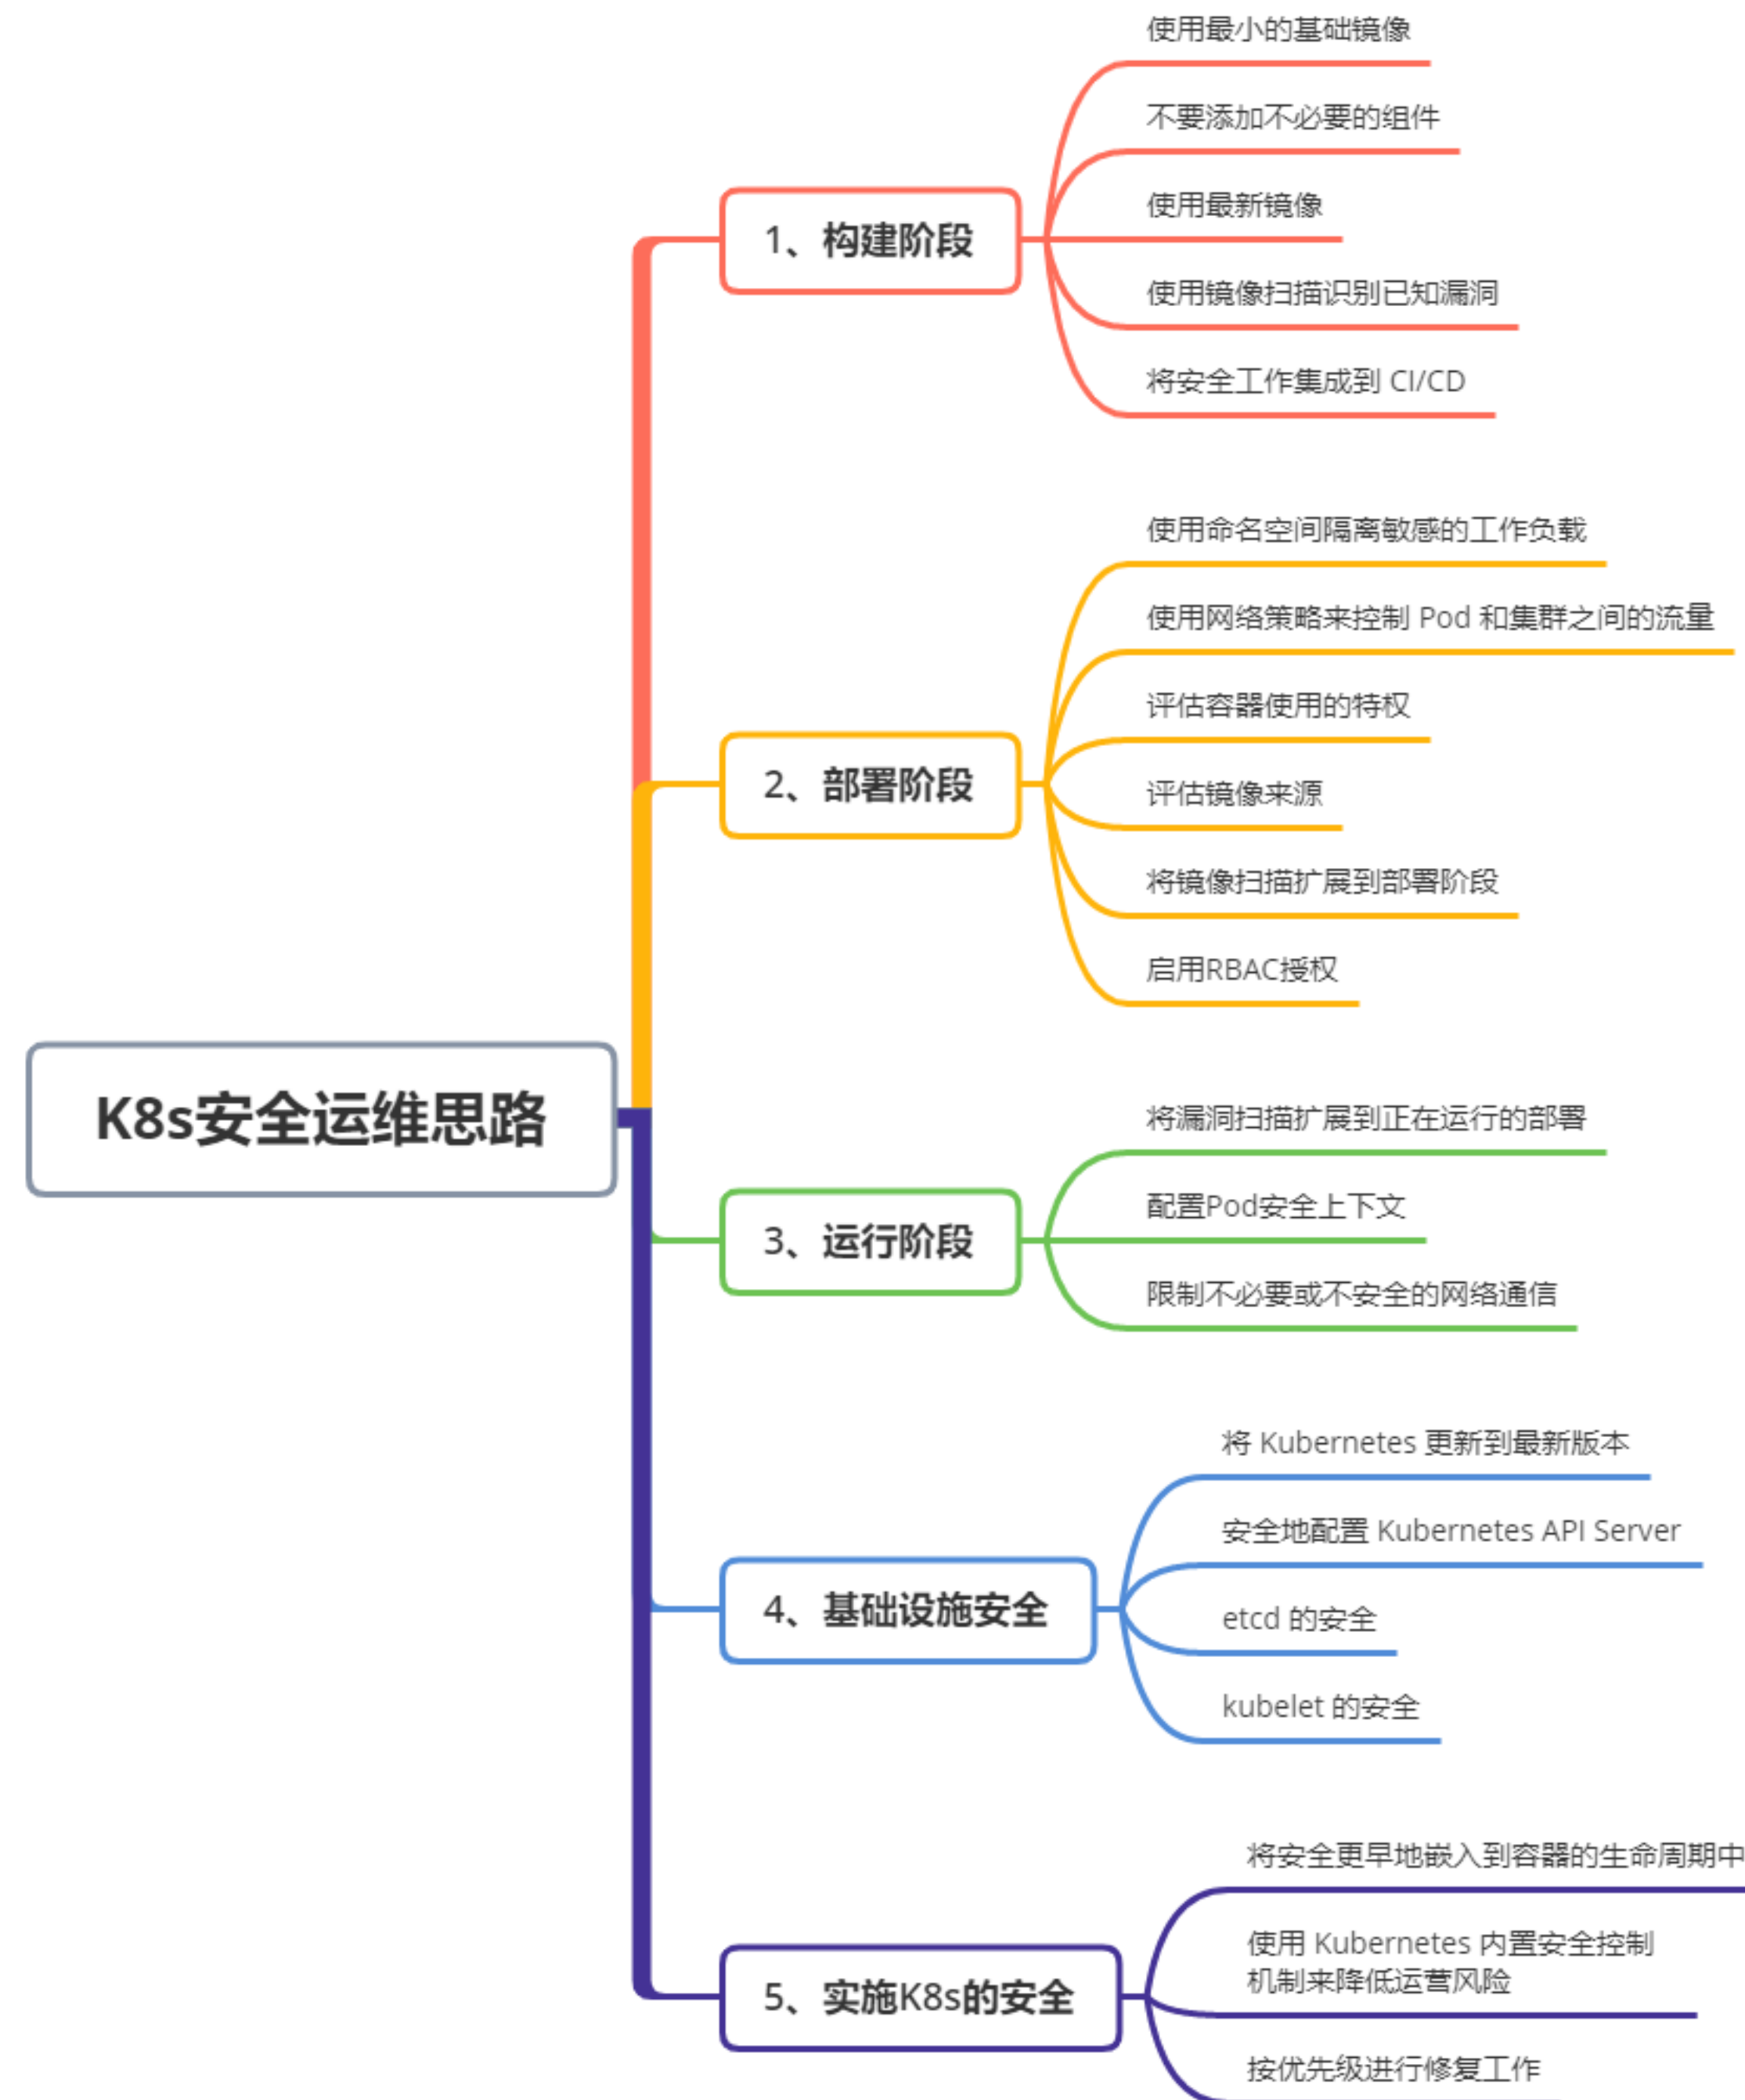 K8s安全运维思路
1、构建阶段
使用最小的基础镜像
不要添加不必要的组件
使用最新镜像
使用镜像扫描识别已知漏洞
将安全工作集成到 CI/CD
2、部署阶段
使用命名空间隔离敏感的工作负载
使用网络策略来控制 Pod 和集群之间的流量
评估容器使用的特权
评估镜像来源
将镜像扫描扩展到部署阶段
启用RBAC授权
3、运行阶段
将漏洞扫描扩展到正在运行的部署
配置Pod安全上下文
限制不必要或不安全的网络通信
4、基础设施安全
将 Kubernetes 更新到最新版本
安全地配置 Kubernetes API Server
etcd 的安全
kubelet 的安全
5、实施K8s的安全
将安全更早地嵌入到容器的生命周期中
使用 Kubernetes 内置安全控制
机制来降低运营风险
按优先级进行修复工作